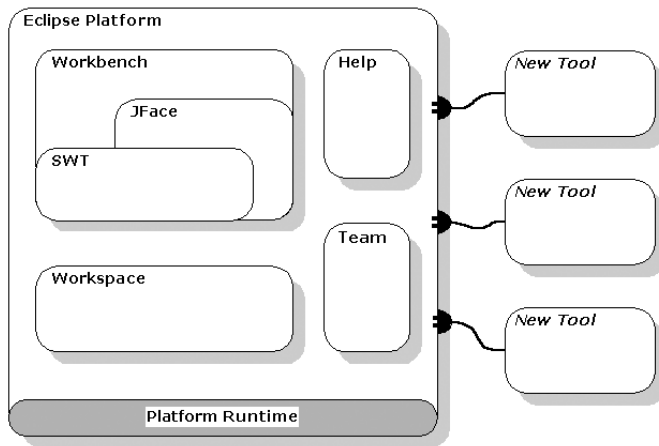 Eclipse Platform
Workbench
JFace
SWT
Workspace
Help
Team
Platform Runtime
New Tool
New Tool
New Tool